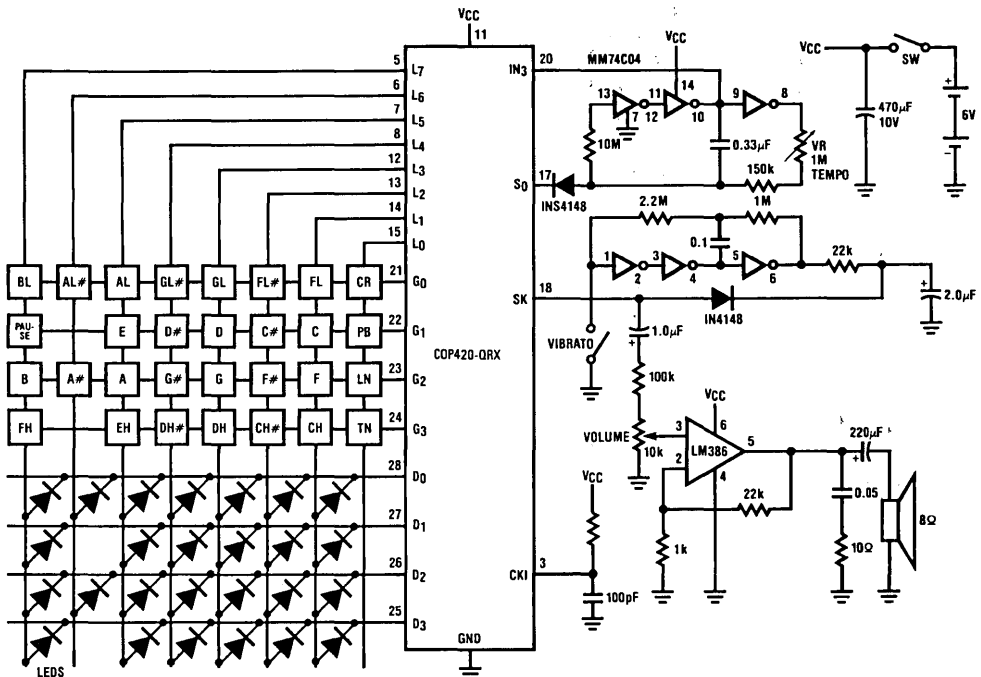 VCC
11
5
L7
6
L6
7
L5
8
L4
12
L3
13
L2
14
L1
15
L0
BL AL# AL GL# GL FL# FL CR 21 G0
PAU-
SE
E D# D C# C PB 22 G1
B A# A G# G F# F LN 23 G2
FH EH DH# DH CH# CH TN 24 G3
28 D0
27 D1
26 D2
25 D3
LEDS
COP420-QRX
GND
20
IN3
MM74C04
VCC
14
13 11 9 8
7 12 10
10M
0.33μF
VR
1M
TEMPO
150k
17
S0
INS4148
2.2M 1M
0.1
1 2 3 4 5 6
22k
18
SK
IN4148
2.0μF
+
VIBRATO
1.0μF
+
100k
VOLUME
10k
VCC
3 6
LM386
5
2 4
22k
1k
220μF
+
0.05
10Ω
8Ω
VCC
3
CKI
100pF
VCC
SW
+
470μF
10V
+
6V
−